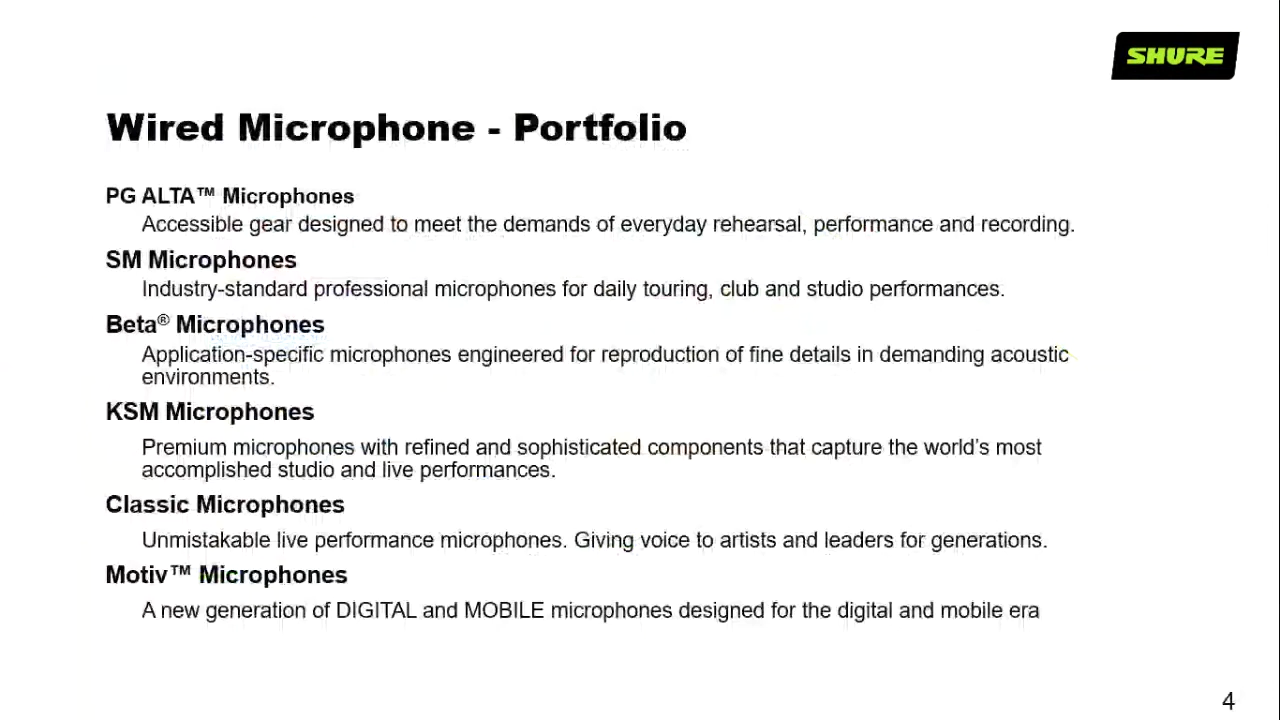 SHURE
Wired Microphone - Portfolio
PG ALTA™ Microphones
Accessible gear designed to meet the demands of everyday rehearsal, performance and recording.
SM Microphones
Industry-standard professional microphones for daily touring, club and studio performances.
Beta® Microphones
Application-specific microphones engineered for reproduction of fine details in demanding acoustic
environments.
KSM Microphones
Premium microphones with refined and sophisticated components that capture the world’s most
accomplished studio and live performances.
Classic Microphones
Unmistakable live performance microphones. Giving voice to artists and leaders for generations.
Motiv™ Microphones
A new generation of DIGITAL and MOBILE microphones designed for the digital and mobile era
4